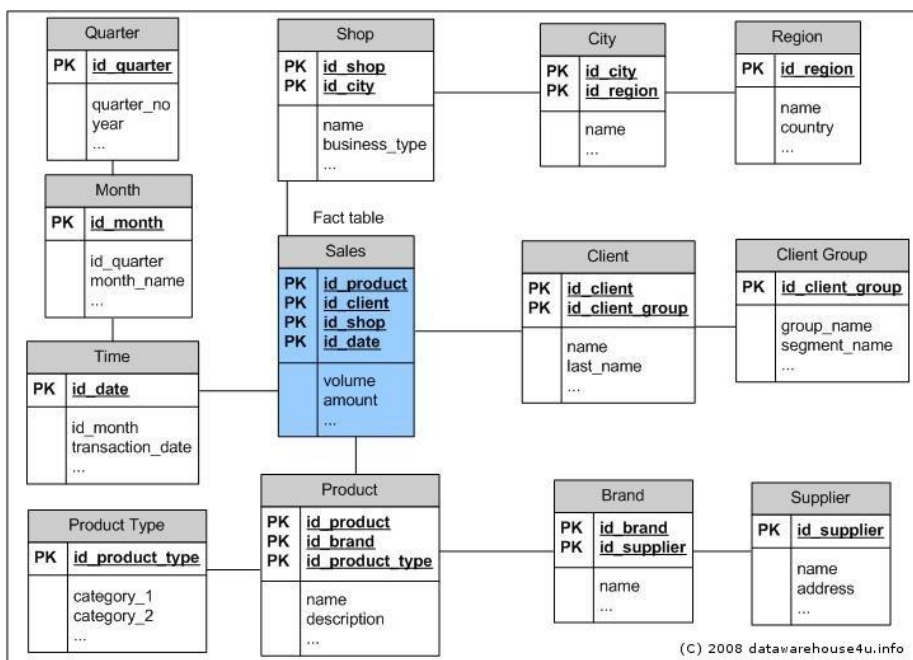 Quarter
PK id_quarter
quarter_no
year
...
Shop
PK id_shop
PK id_city
name
business_type
...
City
PK id_city
PK id_region
name
...
Region
PK id_region
name
country
...
Month
PK id_month
id_quarter
month_name
...
Fact table
Sales
PK id_product
PK id_client
PK id_shop
PK id_date
volume
amount
...
Client
PK id_client
PK id_client_group
name
last_name
...
Client Group
PK id_client_group
group_name
segment_name
...
Time
PK id_date
id_month
transaction_date
...
Product Type
PK id_product_type
category_1
category_2
...
Product
PK id_product
PK id_brand
PK id_product_type
name
description
...
Brand
PK id_brand
PK id_supplier
name
...
Supplier
PK id_supplier
name
address
...
(C) 2008 datawarehouse4u.info